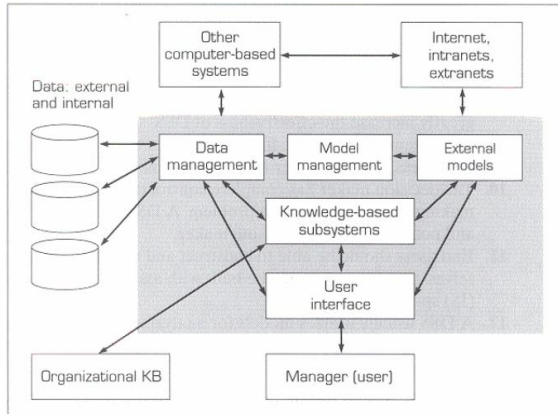 Other
computer-based
systems
Internet,
intranets,
extranets
Data: external
and internal
Data
management
Model
management
External
models
Knowledge-based
subsystems
User
interface
Organizational KB
Manager (user)